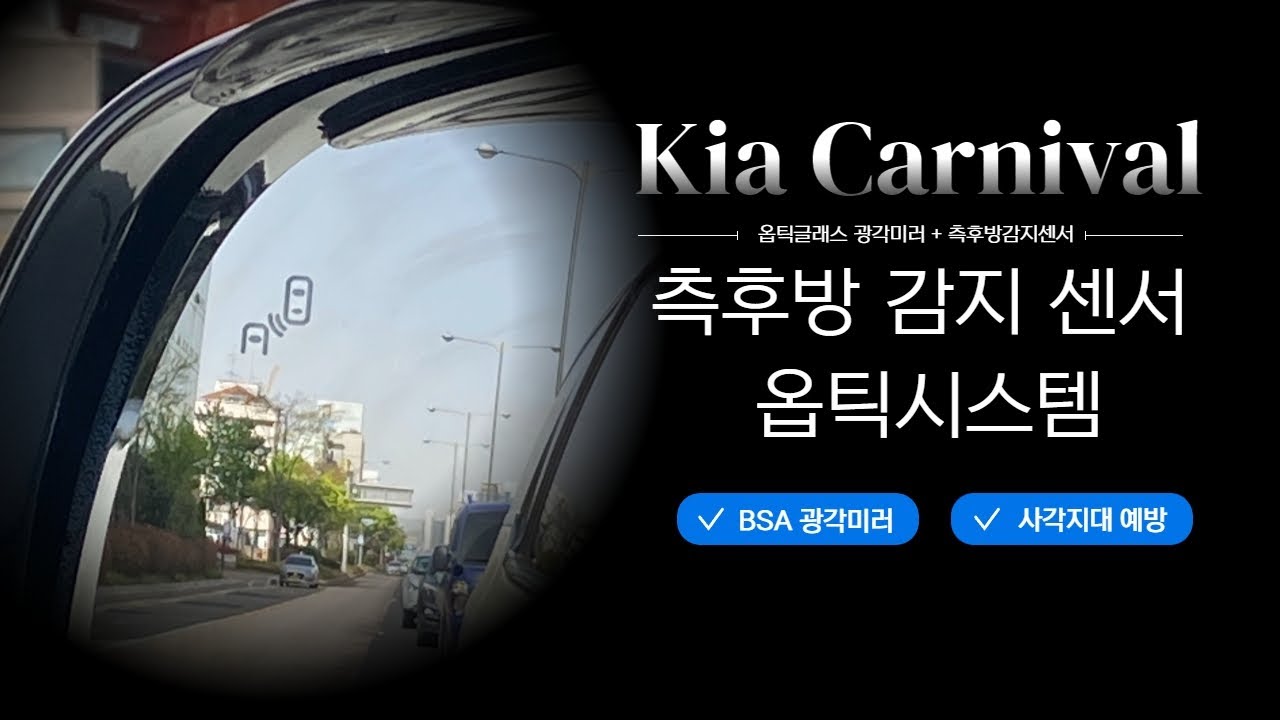 Kia Carnival
옵틱글래스 광각미러 + 측후방감지센서
측후방 감지 센서
옵틱시스템
BSA 광각미러
사각지대 예방